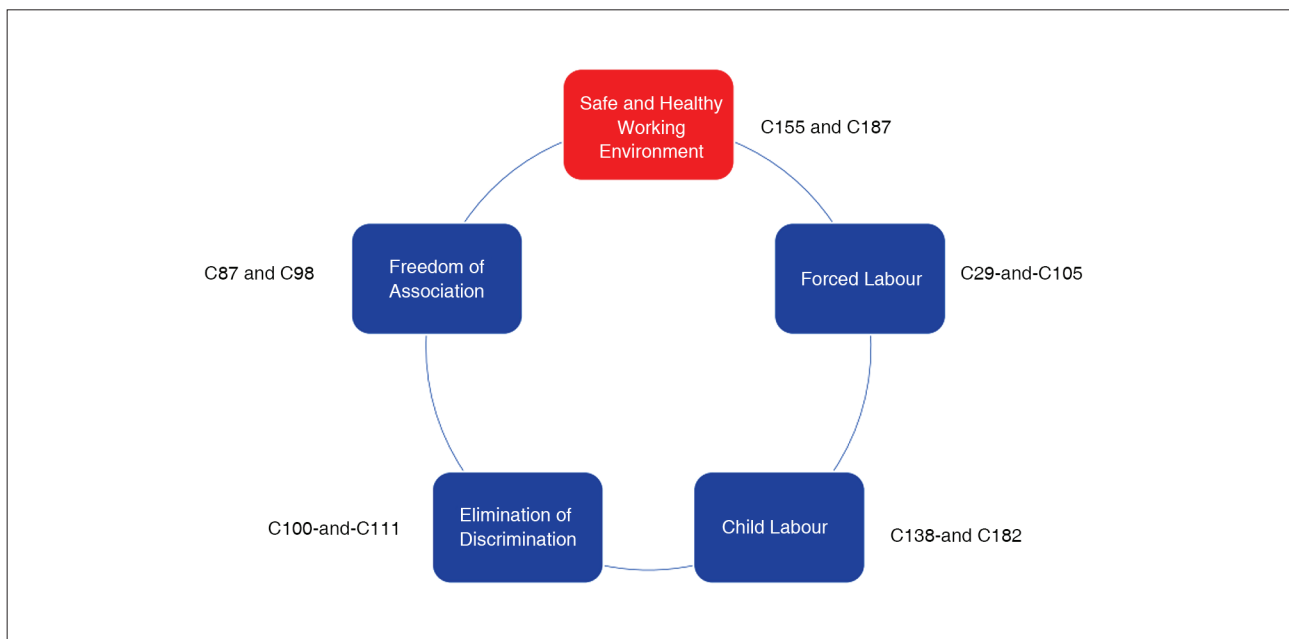 Safe and Healthy
Working
Environment
C155 and C187
Freedom of
Association
C87 and C98
Forced Labour
C29-and-C105
Elimination of
Discrimination
C100-and-C111
Child Labour
C138-and C182